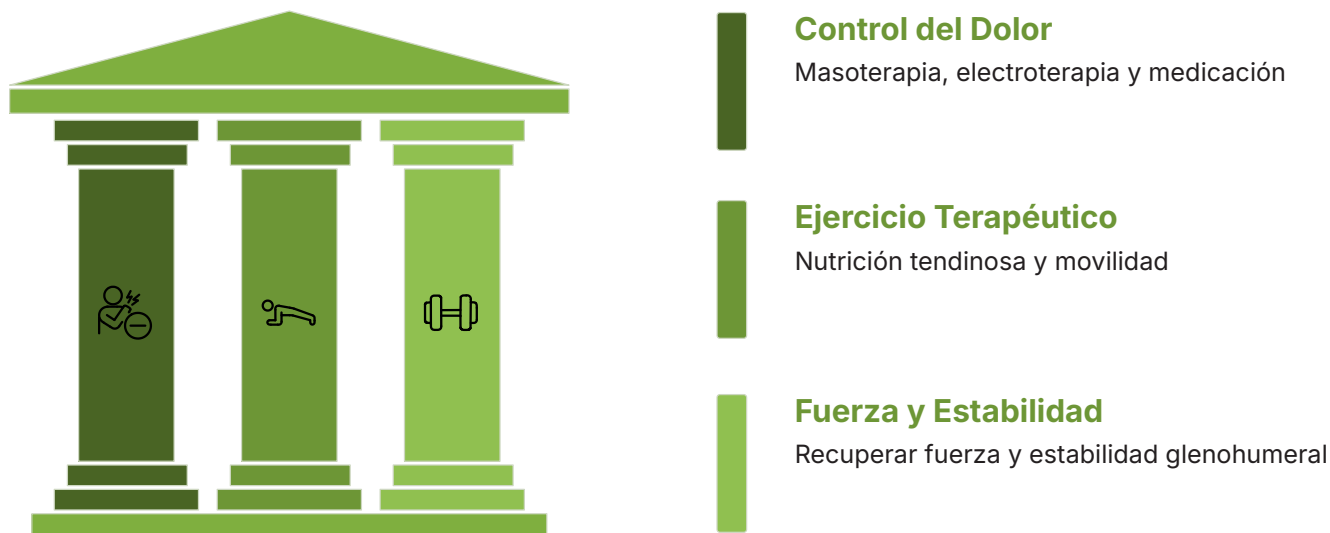 Control del Dolor
Masoterapia, electroterapia y medicación
Ejercicio Terapéutico
Nutrición tendinosa y movilidad
Fuerza y Estabilidad
Recuperar fuerza y estabilidad glenohumeral